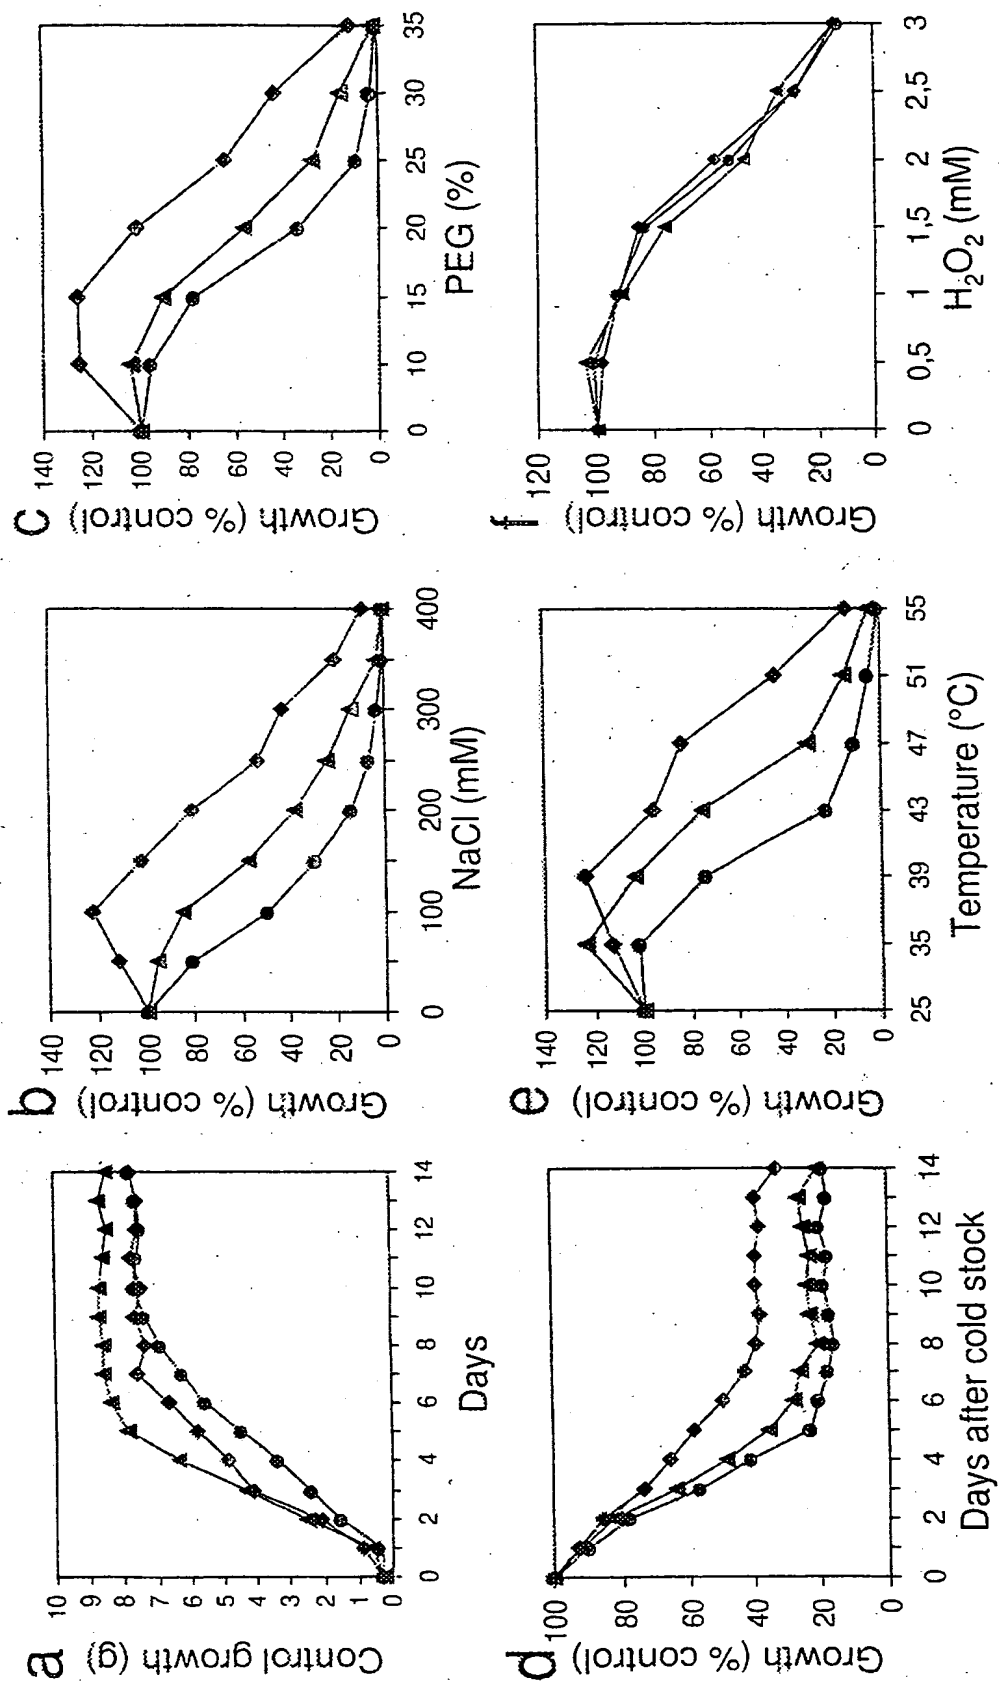 a
Control growth (g)
10
9
8
7
6
5
4
3
2
1
0
0 2 4 6 8 10 12 14
Days
b
Growth (% control)
140
120
100
80
60
40
20
0
0 100 200 300 400
NaCl (mM)
c
Growth (% control)
140
120
100
80
60
40
20
0
0 5 10 15 20 25 30 35
PEG (%)
d
Growth (% control)
100
80
60
40
20
0
0 2 4 6 8 10 12 14
Days after cold stock
e
Growth (% control)
140
120
100
80
60
40
20
0
25 35 39 43 47 51 55
Temperature (°C)
f
Growth (% control)
120
100
80
60
40
20
0
0 0,5 1 1,5 2 2,5 3
H₂O₂ (mM)